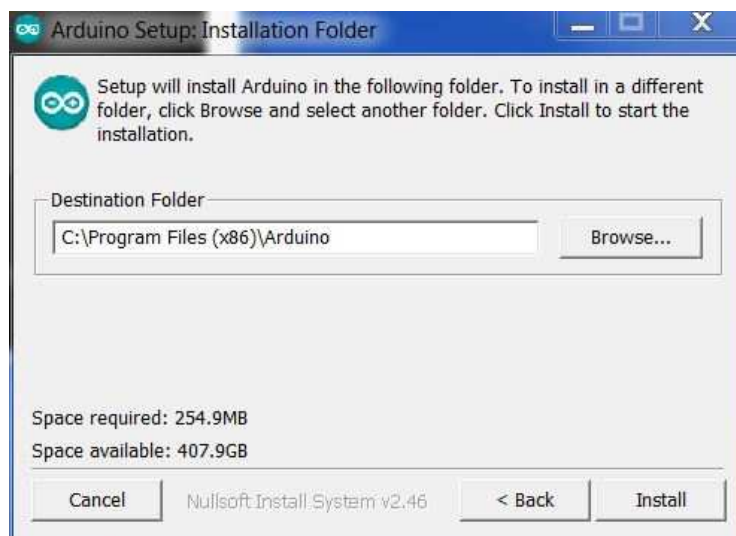 Arduino Setup: Installation Folder
Setup will install Arduino in the following folder. To install in a different
folder, click Browse and select another folder. Click Install to start the
installation.
Destination Folder
C:\Program Files (x86)\Arduino
Browse...
Space required: 254.9MB
Space available: 407.9GB
Cancel
Nullsoft Install System v2.46
< Back
Install